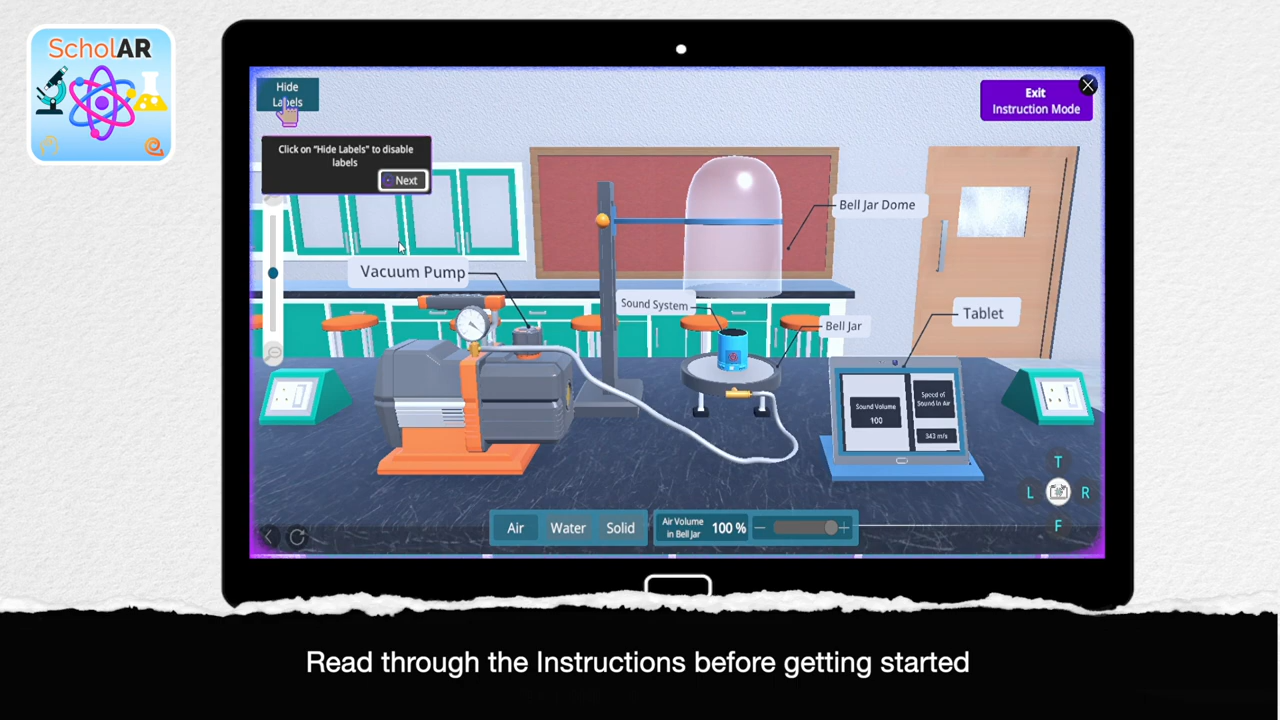 ScholAR
Hide
Labels
Exit
Instruction Mode
Click on “Hide Labels” to disable
labels
Next
Bell Jar Dome
Vacuum Pump
Sound System
Bell Jar
Tablet
Sound Volume
100
Speed of
Sound in Air
343 m/s
T
L
R
F
Air
Water
Solid
Air Volume
in Bell Jar
100 %
Read through the Instructions before getting started